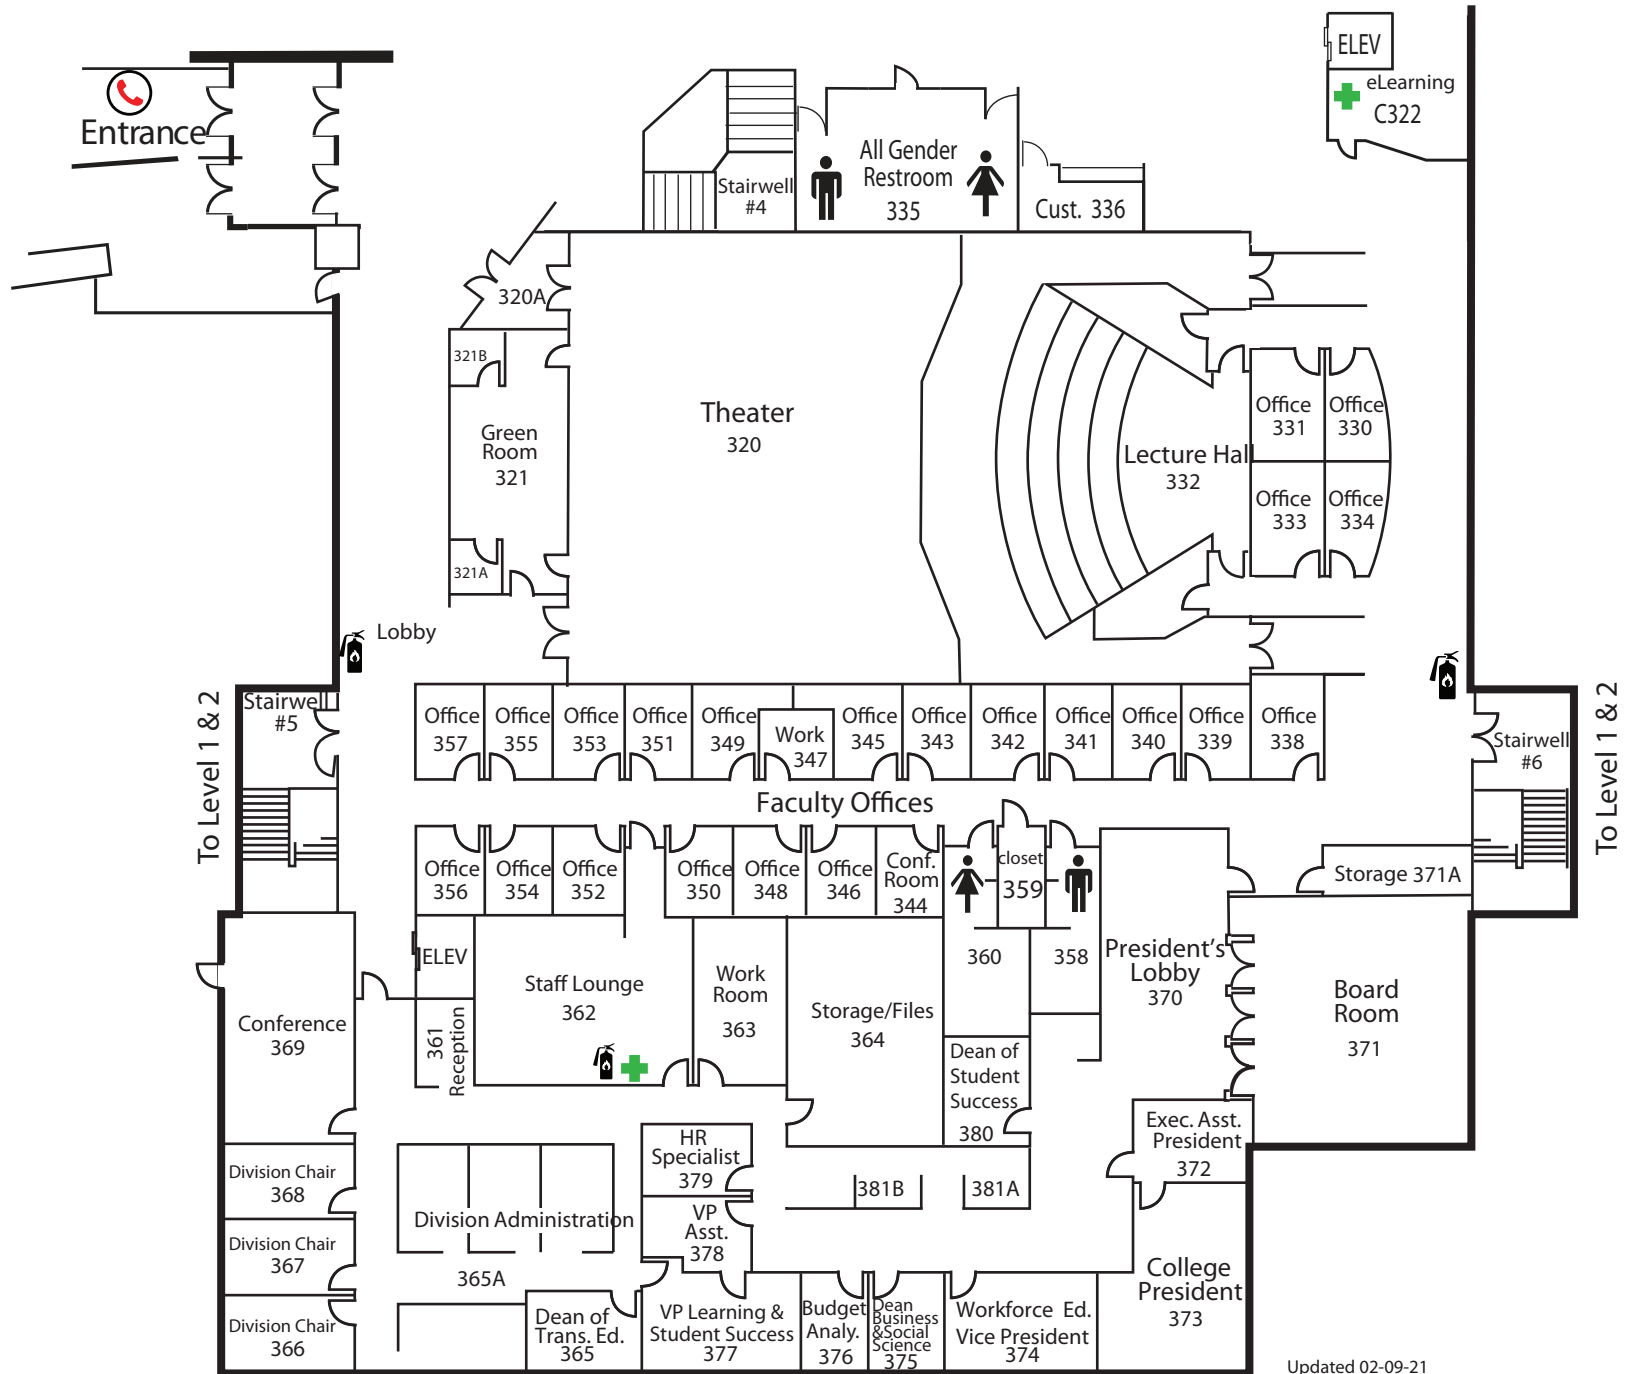 ELEV
eLearning
C322
Entrance
All Gender
Restroom
335
Stairwell
#4
Cust. 336
320A
321B
Theater
320
Green
Room
321
321A
Lecture Hall
332
Office
331
Office
330
Office
333
Office
334
Lobby
To Level 1 & 2
Stairwe
#5
Office
357
Office
355
Office
353
Office
351
Office
349
Work
347
Office
345
Office
343
Office
342
Office
341
Office
340
Office
339
Office
338
Stairwell
#6
To Level 1 & 2
Faculty Offices
Office
356
Office
354
Office
352
Office
350
Office
348
Office
346
Conf.
Room
344
closet
359
Storage 371A
ELEV
Staff Lounge
362
Work
Room
363
Storage/Files
364
360
358
President's
Lobby
370
Board
Room
371
Conference
369
361
Reception
Dean of
Student
Success
380
Exec. Asst.
President
372
HR
Specialist
379
Division Chair
368
381B
381A
Division Administration
VP
Asst.
378
Division Chair
367
365A
College
President
373
Division Chair
366
Dean of
Trans. Ed.
365
VP Learning &
Student Success
377
Budget
Analy.
376
Dean
Business
&Social
Science
375
Workforce Ed.
Vice President
374
Updated 02-09-21